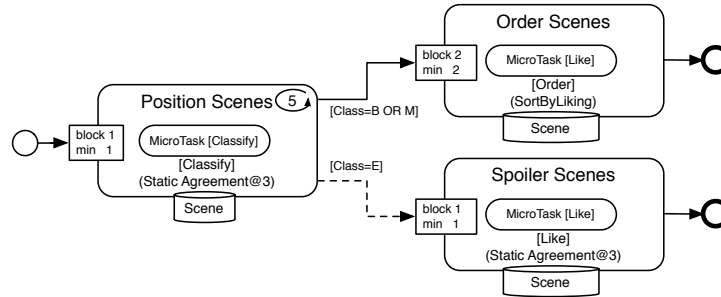 Order Scenes
block 2
min 2
MicroTask [Like]
[Order]
(SortByLiking)
Scene
Position Scenes
5
block 1
min 1
MicroTask [Classify]
[Classify]
(Static Agreement@3)
Scene
[Class=B OR M]
[Class=E]
Spoiler Scenes
block 1
min 1
MicroTask [Like]
[Like]
(Static Agreement@3)
Scene